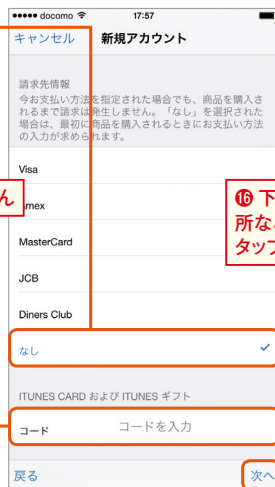 docomo 17:57
キャンセル 新規アカウント
請求先情報
今お支払い方法を指定された場合でも、商品を購入さ
れるまで請求は発生しません。「なし」を選択された
場合は、最初に商品を購入されるときにお支払い方法
の入力が求められます。
Visa
ん
mex
⓰ 下
所な
タッフ
MasterCard
JCB
Diners Club
なし
ITUNES CARD および ITUNES ギフト
コード コードを入力
戻る 次へ